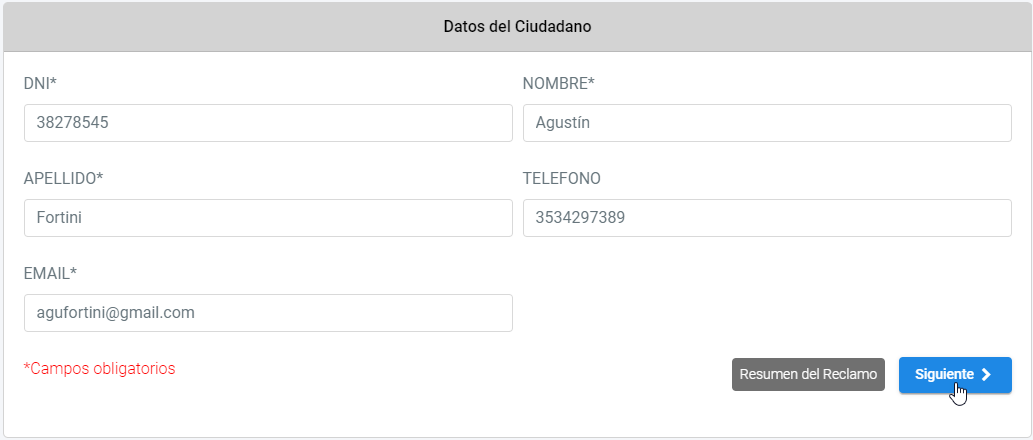 Datos del Ciudadano
DNI* NOMBRE*
38278545 Agustín
APELLIDO* TELEFONO
Fortini 3534297389
EMAIL*
agufortini@gmail.com
*Campos obligatorios Resumen del Reclamo Siguiente